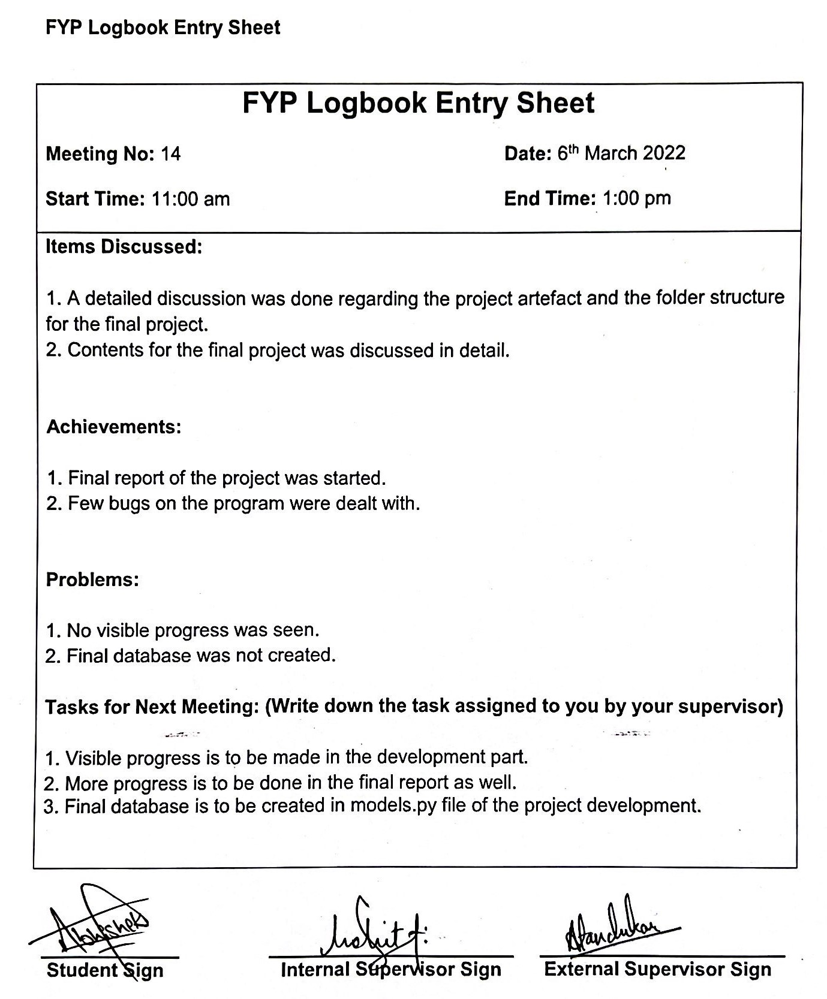 FYP Logbook Entry Sheet
FYP Logbook Entry Sheet
Meeting No: 14
Date: 6th March 2022
Start Time: 11:00 am
End Time: 1:00 pm
Items Discussed:
1. A detailed discussion was done regarding the project artefact and the folder structure
for the final project.
2. Contents for the final project was discussed in detail.
Achievements:
1. Final report of the project was started.
2. Few bugs on the program were dealt with.
Problems:
1. No visible progress was seen.
2. Final database was not created.
Tasks for Next Meeting: (Write down the task assigned to you by your supervisor)
1. Visible progress is to be made in the development part.
2. More progress is to be done in the final report as well.
3. Final database is to be created in models.py file of the project development.
Abhishek
Student Sign
Internal Supervisor Sign
External Supervisor Sign